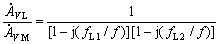 Ȧ_VL / Ȧ_VM = 1 / ([1 − j(f_L1 / f)][1 − j(f_L2 / f)])